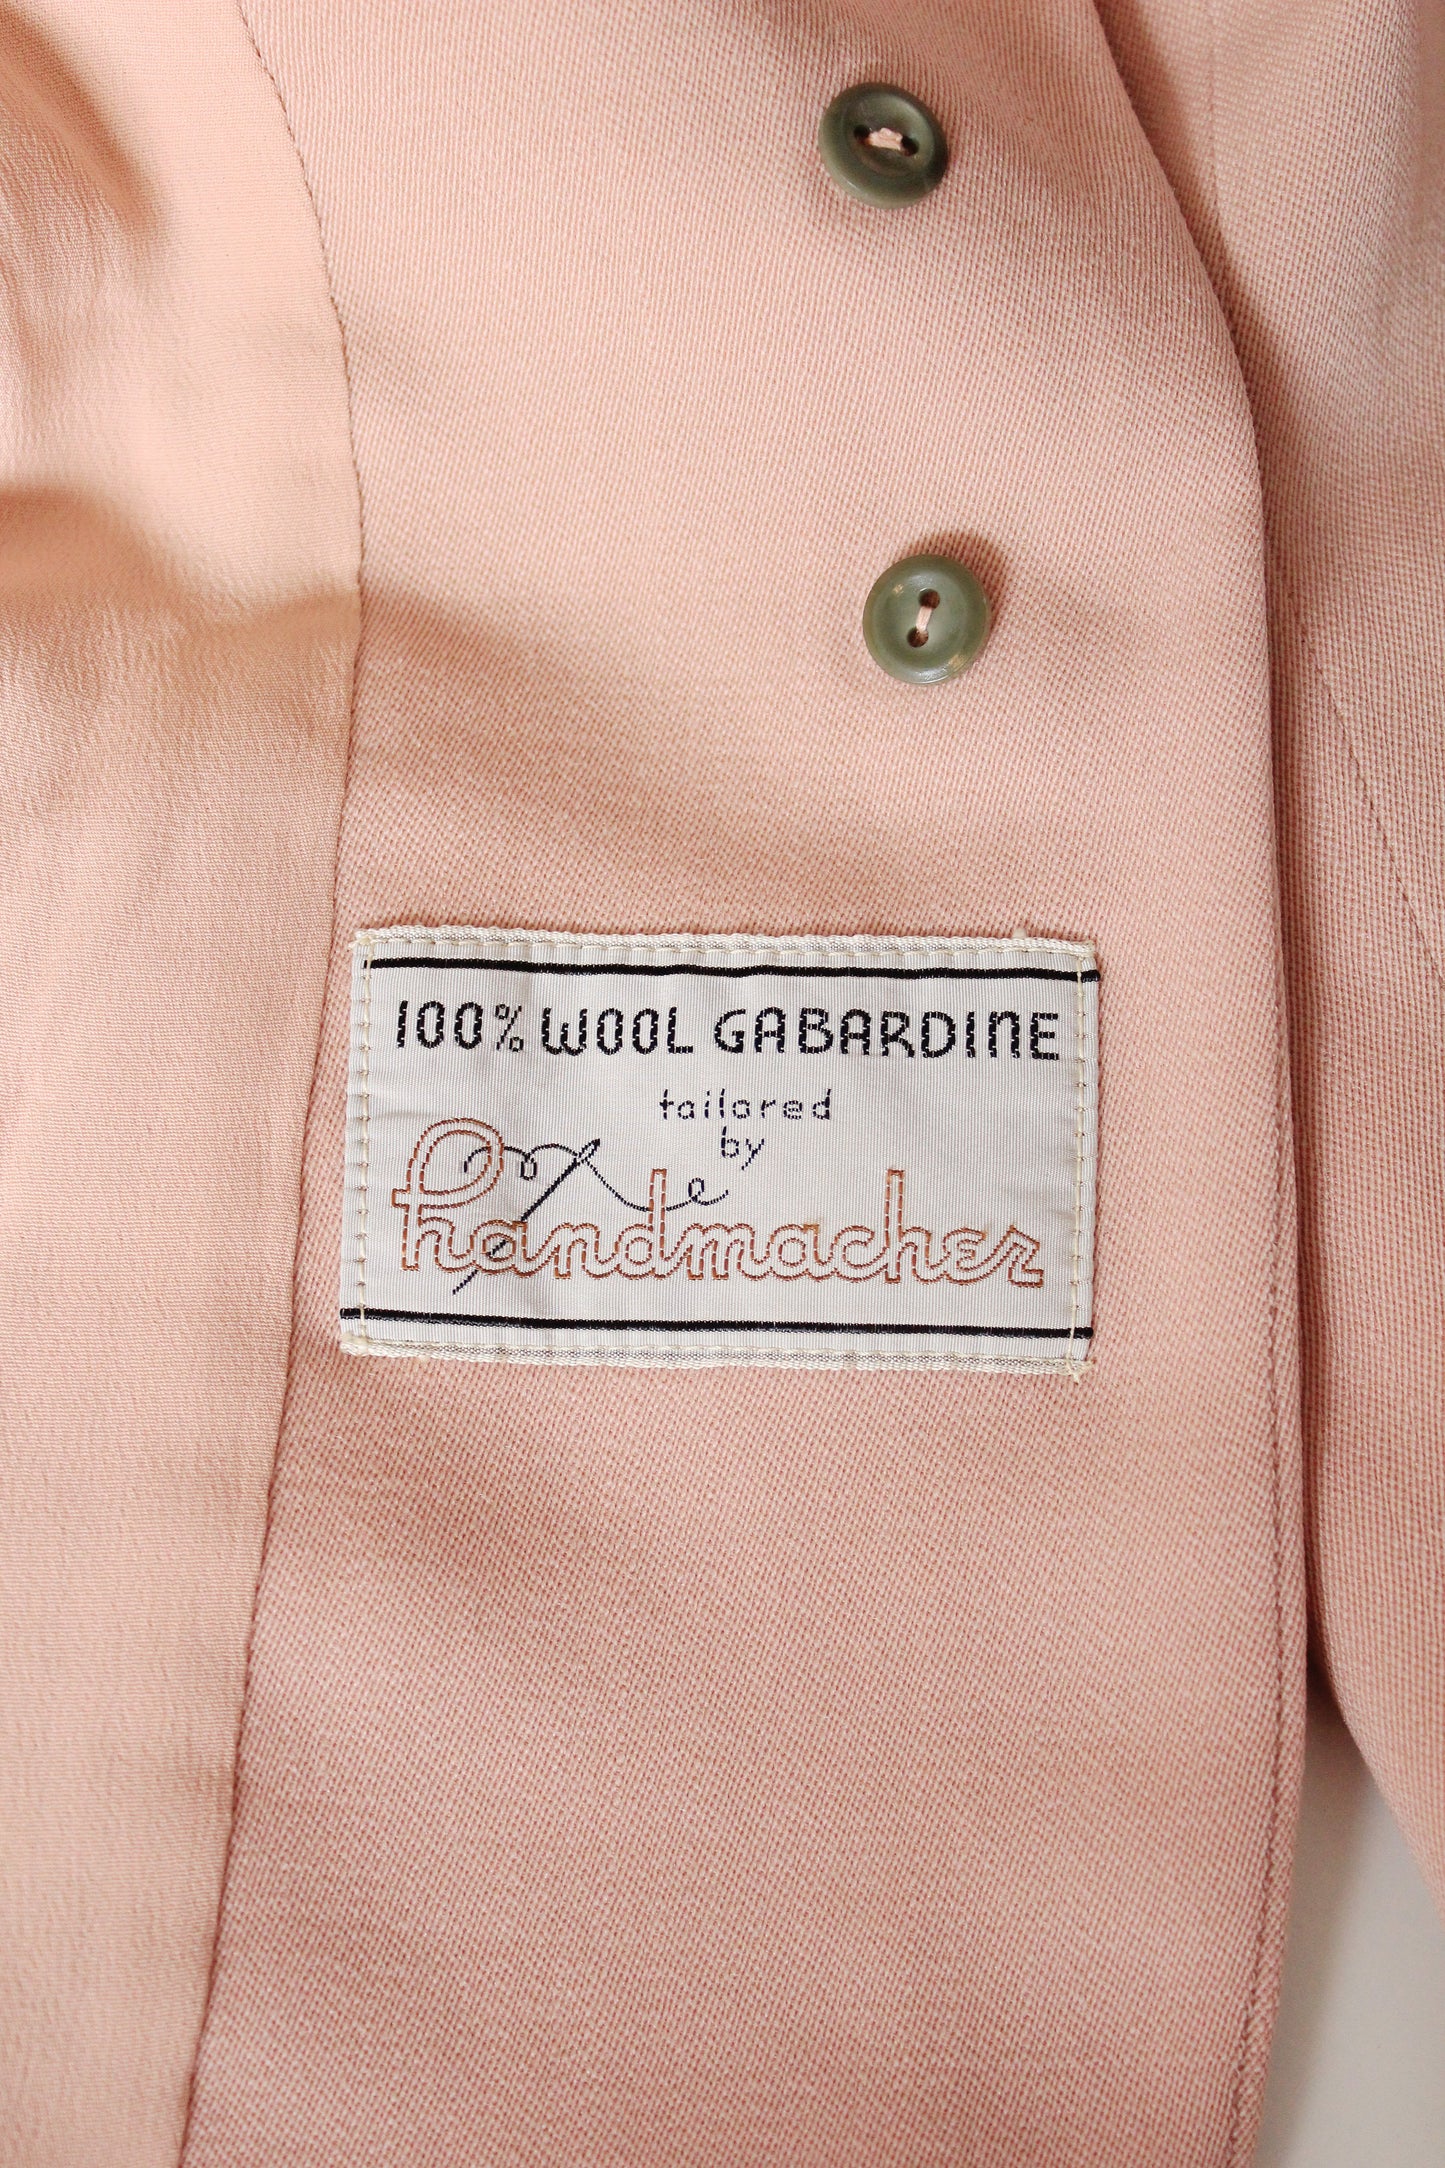 100% WOOL GABARDINE
tailored
by
handmacher